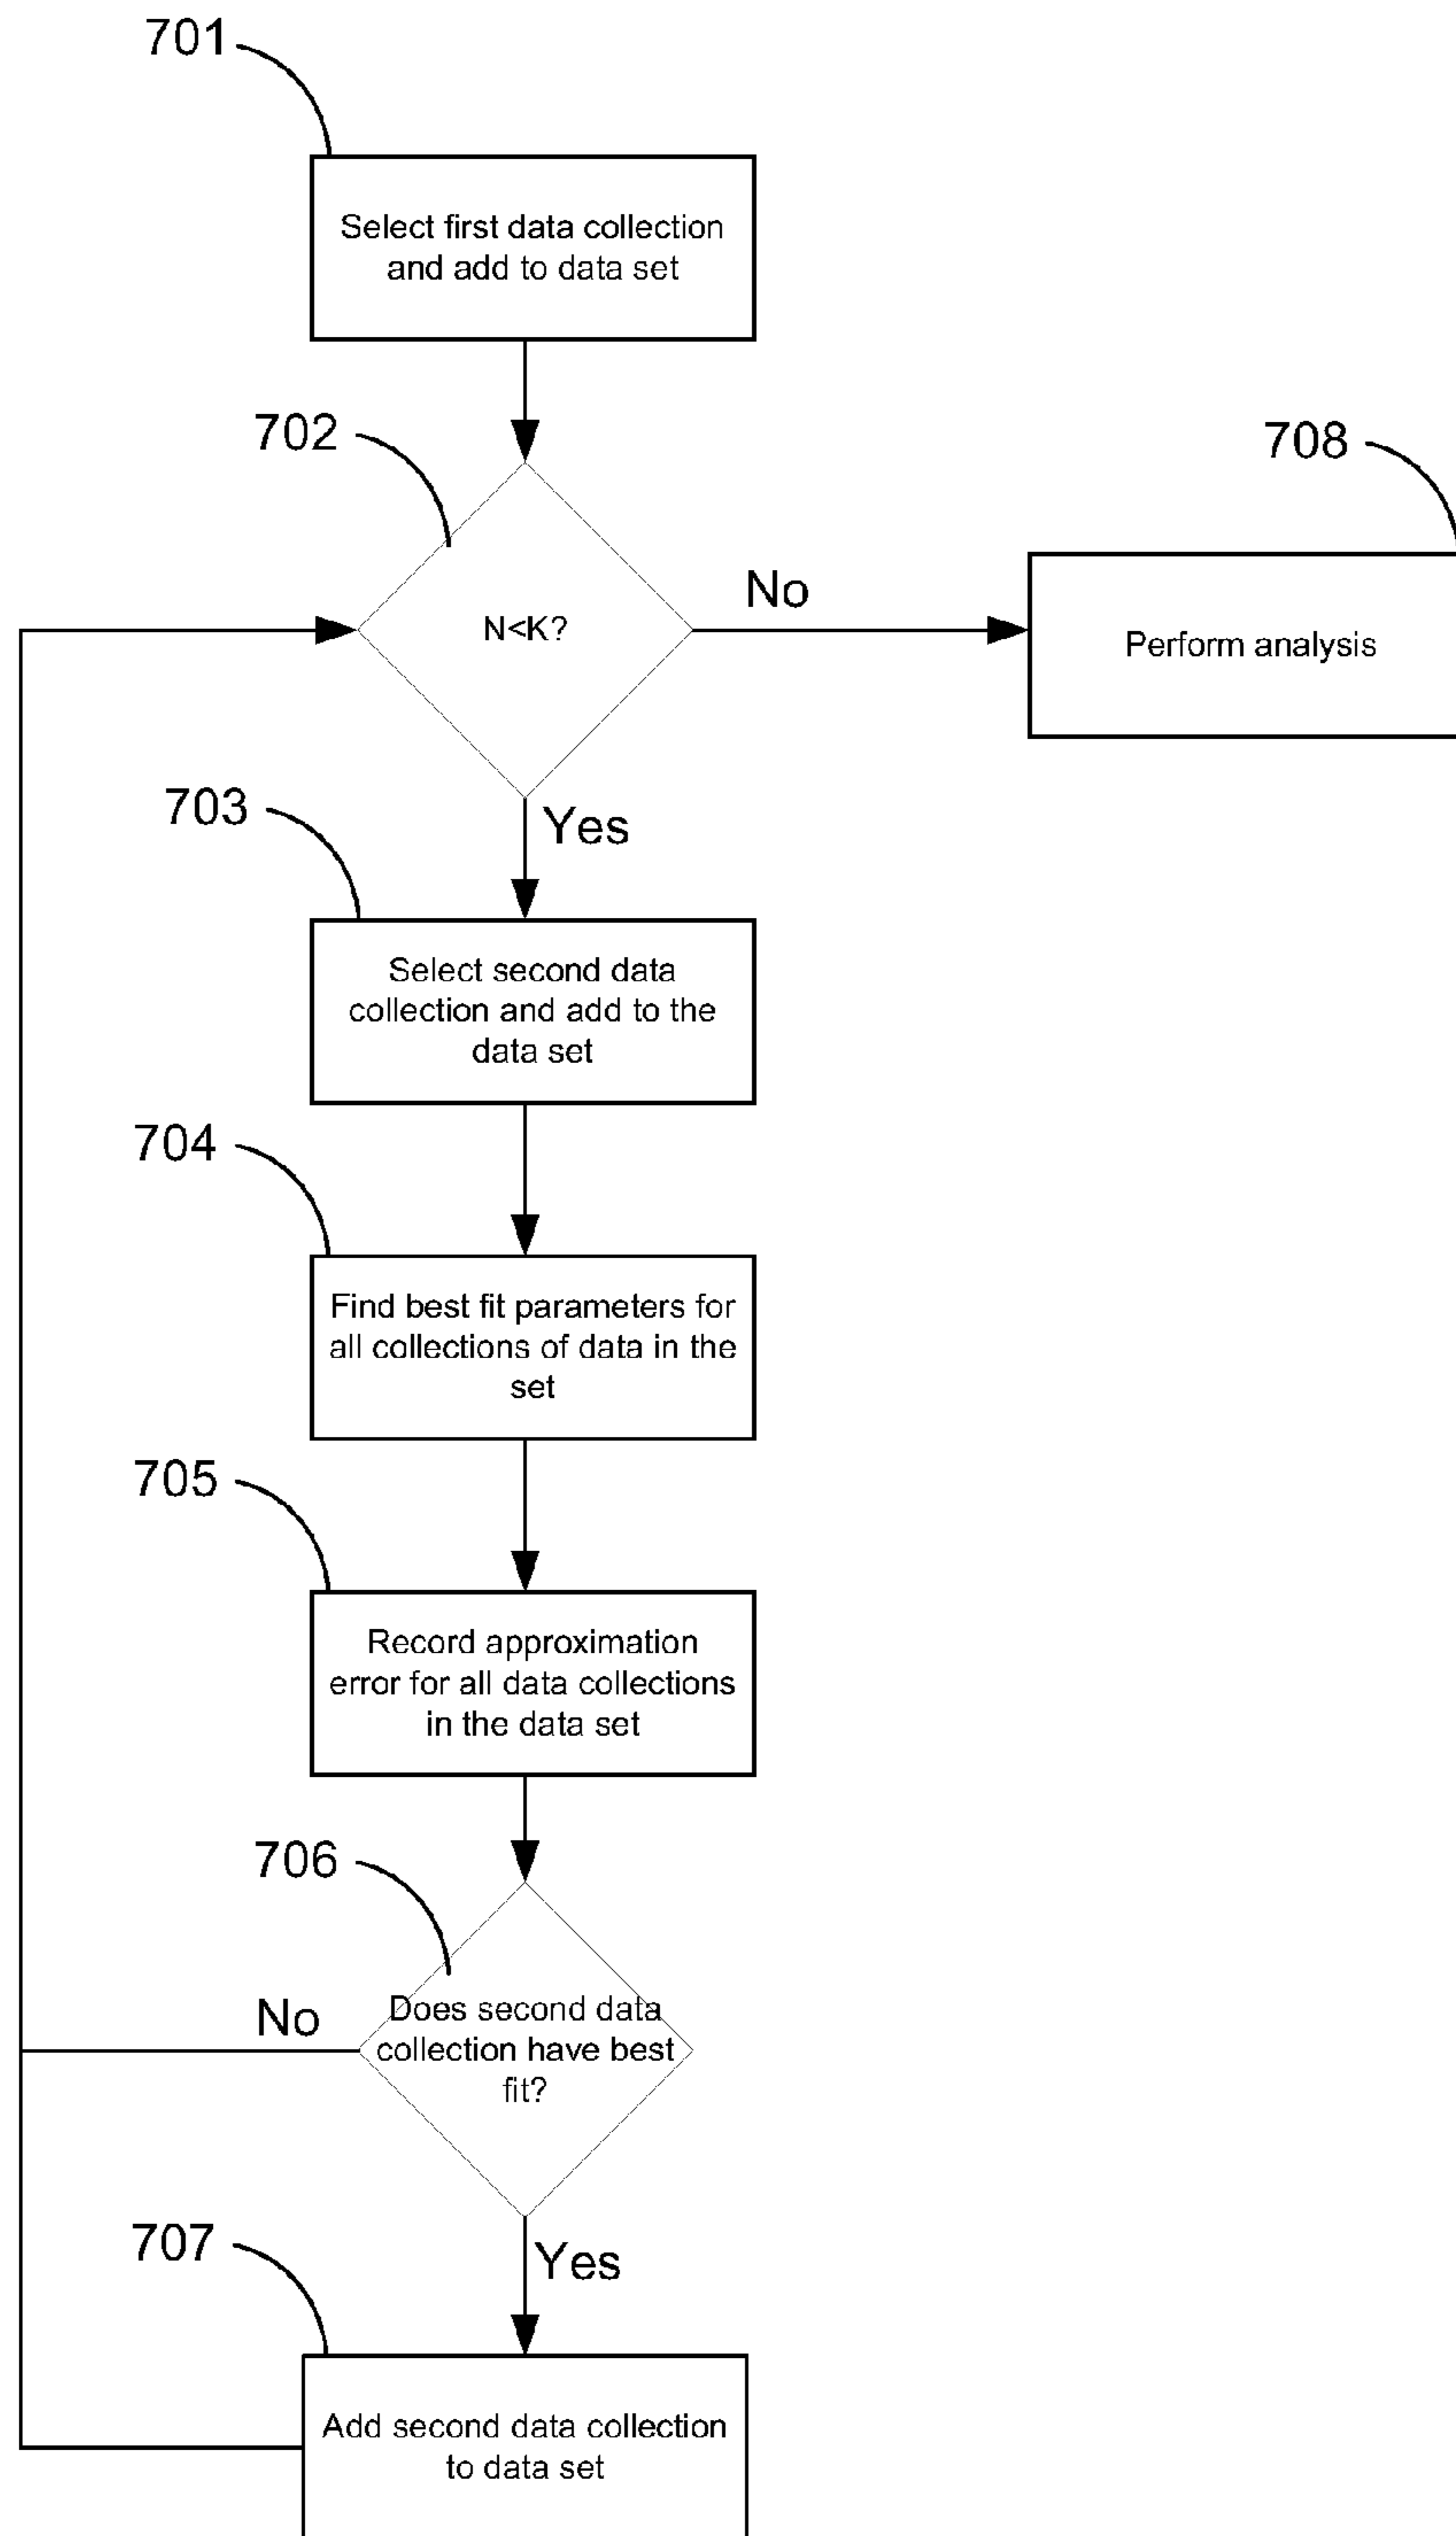 701
Select first data collection
and add to data set
702
708
No
N<K?
Perform analysis
703
Yes
Select second data
collection and add to the
data set
704
Find best fit parameters for
all collections of data in the
set
705
Record approximation
error for all data collections
in the data set
706
No
Does second data
collection have best
fit?
707
Yes
Add second data collection
to data set